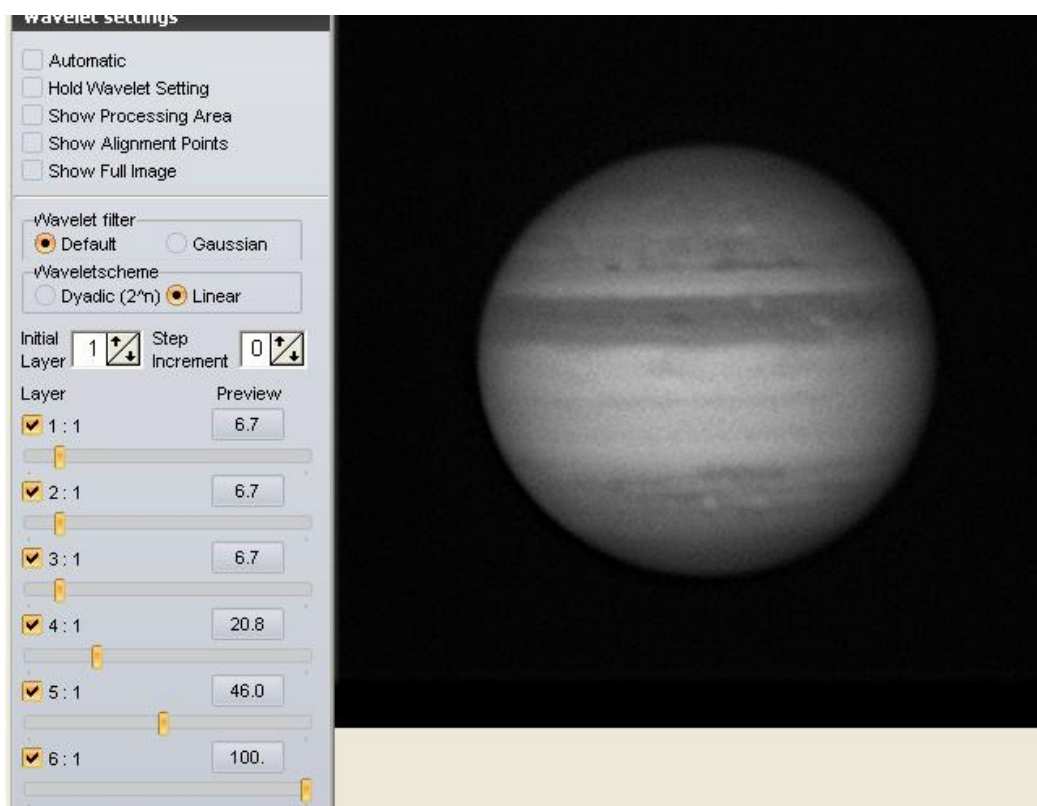 Wavelet settings
Automatic
Hold Wavelet Setting
Show Processing Area
Show Alignment Points
Show Full Image
Wavelet filter
Default Gaussian
Waveletscheme
Dyadic (2^n) Linear
Initial Layer 1 Step Increment 0
Layer Preview
1 : 1 6.7
2 : 1 6.7
3 : 1 6.7
4 : 1 20.8
5 : 1 46.0
6 : 1 100.